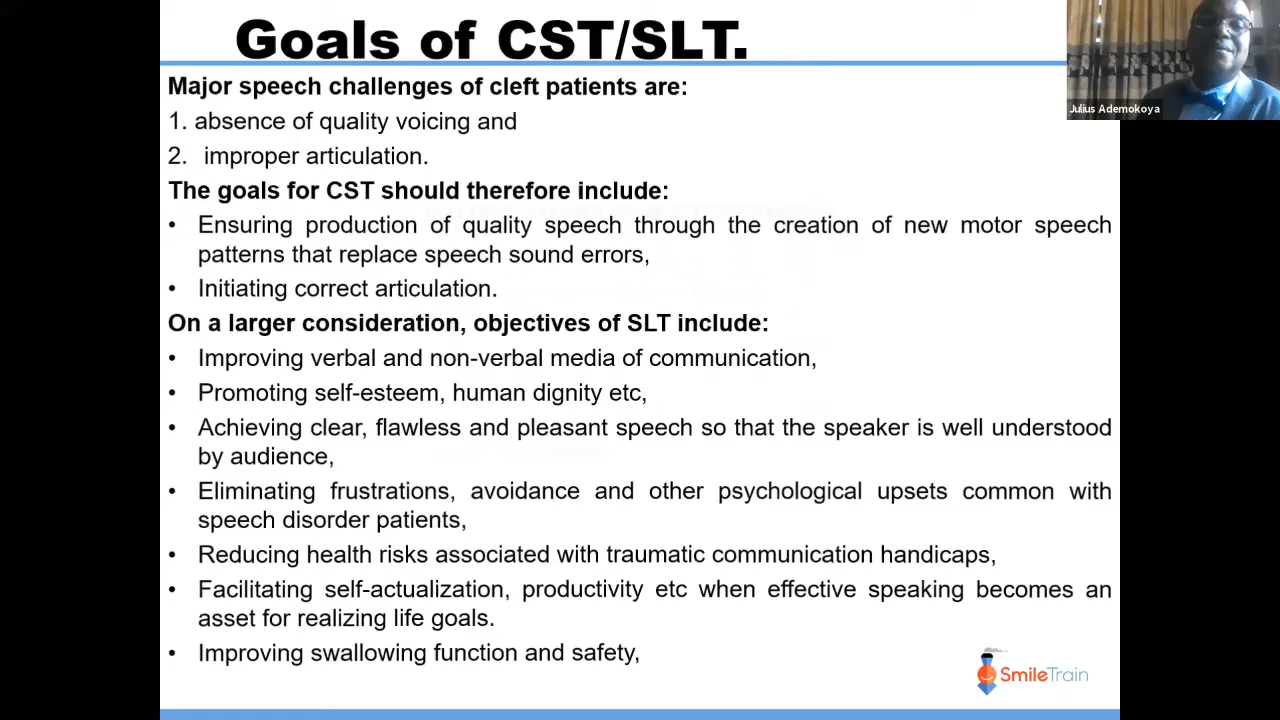 Goals of CST/SLT.
Julius Ademokoya
Major speech challenges of cleft patients are:
1. absence of quality voicing and
2. improper articulation.
The goals for CST should therefore include:
• Ensuring production of quality speech through the creation of new motor speech
patterns that replace speech sound errors,
• Initiating correct articulation.
On a larger consideration, objectives of SLT include:
• Improving verbal and non-verbal media of communication,
• Promoting self-esteem, human dignity etc,
• Achieving clear, flawless and pleasant speech so that the speaker is well understood
by audience,
• Eliminating frustrations, avoidance and other psychological upsets common with
speech disorder patients,
• Reducing health risks associated with traumatic communication handicaps,
• Facilitating self-actualization, productivity etc when effective speaking becomes an
asset for realizing life goals.
• Improving swallowing function and safety,
SmileTrain